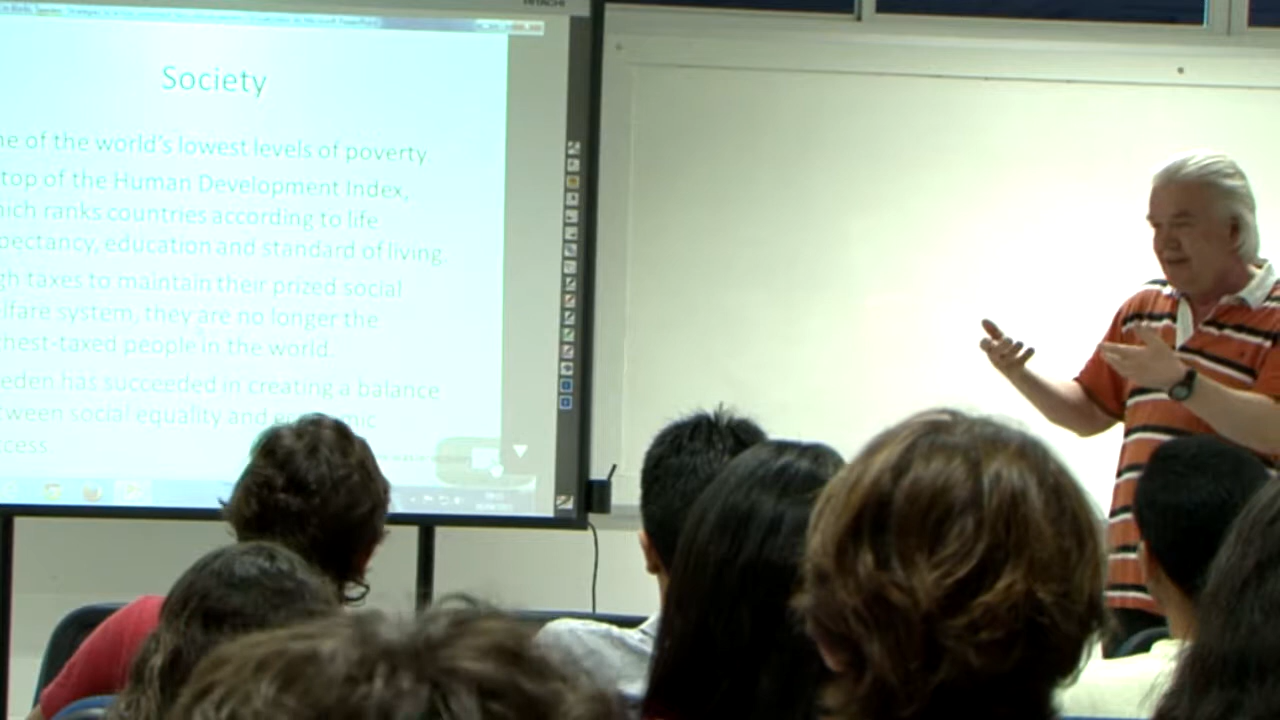 HITACHI
Society
ne of the world's lowest levels of poverty.
top of the Human Development Index,
hich ranks countries according to life
pectancy, education and standard of living.
gh taxes to maintain their prized social
elfare system, they are no longer the
hest-taxed people in the world.
eden has succeeded in creating a balance
tween social equality and economic
ccess.